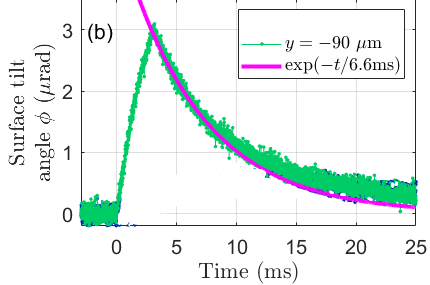 (b)
y = −90 μm
exp(−t/6.6ms)
Surface tilt
angle ϕ (μrad)
3
2
1
0
0 5 10 15 20 25
Time (ms)